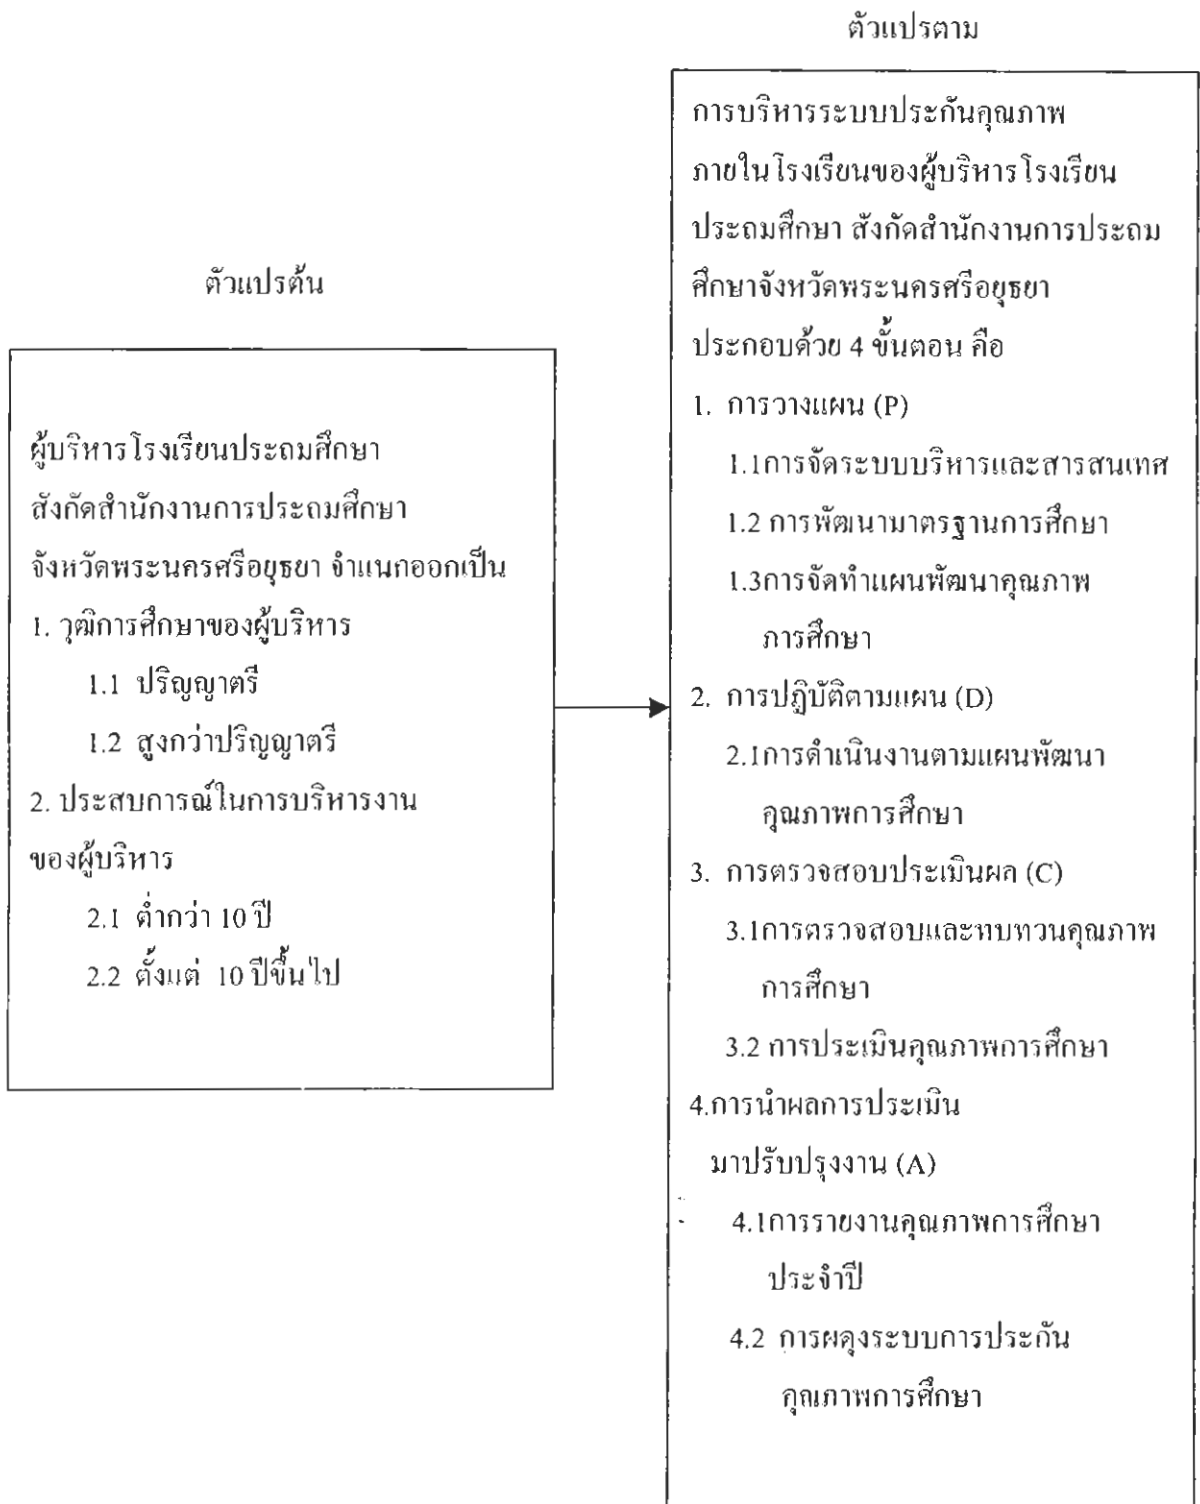 ตัวแปรต้น
ผู้บริหารโรงเรียนประถมศึกษา
สังกัดสำนักงานการประถมศึกษา
จังหวัดพระนครศรีอยุธยา จำแนกออกเป็น
1. วุฒิการศึกษาของผู้บริหาร
1.1 ปริญญาตรี
1.2 สูงกว่าปริญญาตรี
2. ประสบการณ์ในการบริหารงาน
ของผู้บริหาร
2.1 ต่ำกว่า 10 ปี
2.2 ตั้งแต่ 10 ปีขึ้นไป
ตัวแปรตาม
การบริหารระบบประกันคุณภาพ
ภายในโรงเรียนของผู้บริหารโรงเรียน
ประถมศึกษา สังกัดสำนักงานการประถม
ศึกษาจังหวัดพระนครศรีอยุธยา
ประกอบด้วย 4 ขั้นตอน คือ
1. การวางแผน (P)
1.1การจัดระบบบริหารและสารสนเทศ
1.2 การพัฒนามาตรฐานการศึกษา
1.3การจัดทำแผนพัฒนาคุณภาพ
การศึกษา
2. การปฏิบัติตามแผน (D)
2.1การดำเนินงานตามแผนพัฒนา
คุณภาพการศึกษา
3. การตรวจสอบประเมินผล (C)
3.1การตรวจสอบและทบทวนคุณภาพ
การศึกษา
3.2 การประเมินคุณภาพการศึกษา
4.การนำผลการประเมิน
มาปรับปรุงงาน (A)
4.1การรายงานคุณภาพการศึกษา
ประจำปี
4.2 การผดุงระบบการประกัน
คุณภาพการศึกษา